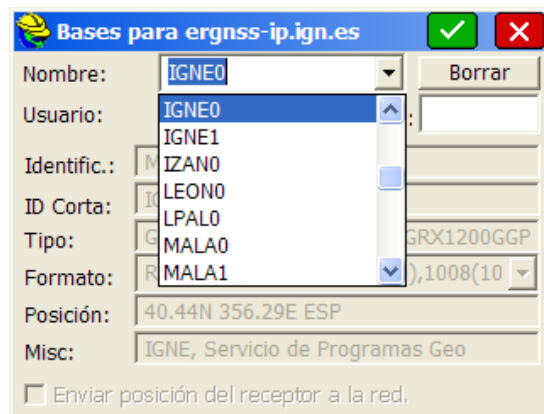 Bases para ergnss-ip.ign.es
Nombre: IGNE0 Borrar
Usuario: IGNE0 :
IGNE1
Identific.: M IZAN0
ID Corta: IG LEON0
Tipo: G LPAL0 GRX1200GGP
MALA0
Formato: R MALA1 ),1008(10
Posición: 40.44N 356.29E ESP
Misc: IGNE, Servicio de Programas Geo
Enviar posición del receptor a la red.